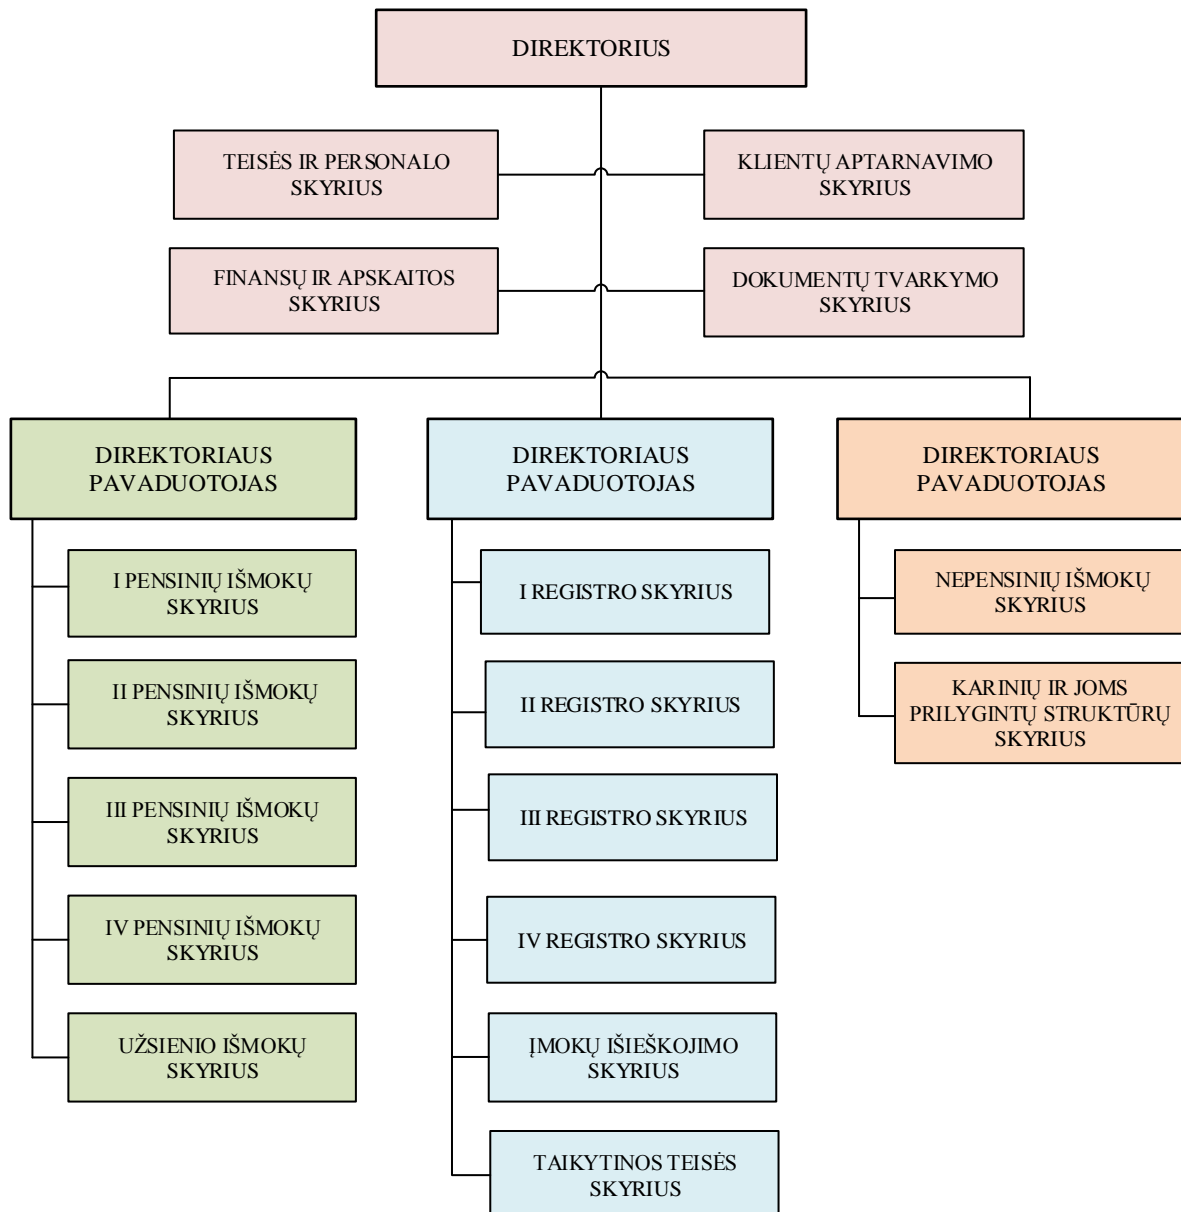 DIREKTORIUS
TEISĖS IR PERSONALO
SKYRIUS
KLIENTŲ APTARNAVIMO
SKYRIUS
FINANSŲ IR APSKAITOS
SKYRIUS
DOKUMENTŲ TVARKYMO
SKYRIUS
DIREKTORIAUS
PAVADUOTOJAS
I PENSINIŲ IŠMOKŲ
SKYRIUS
II PENSINIŲ IŠMOKŲ
SKYRIUS
III PENSINIŲ IŠMOKŲ
SKYRIUS
IV PENSINIŲ IŠMOKŲ
SKYRIUS
UŽSIENIO IŠMOKŲ
SKYRIUS
DIREKTORIAUS
PAVADUOTOJAS
I REGISTRO SKYRIUS
II REGISTRO SKYRIUS
III REGISTRO SKYRIUS
IV REGISTRO SKYRIUS
ĮMOKŲ IŠIEŠKOJIMO
SKYRIUS
TAIKYTINOS TEISĖS
SKYRIUS
DIREKTORIAUS
PAVADUOTOJAS
NEPENSINIŲ IŠMOKŲ
SKYRIUS
KARINIŲ IR JOMS
PRILYGINTŲ STRUKTŪRŲ
SKYRIUS